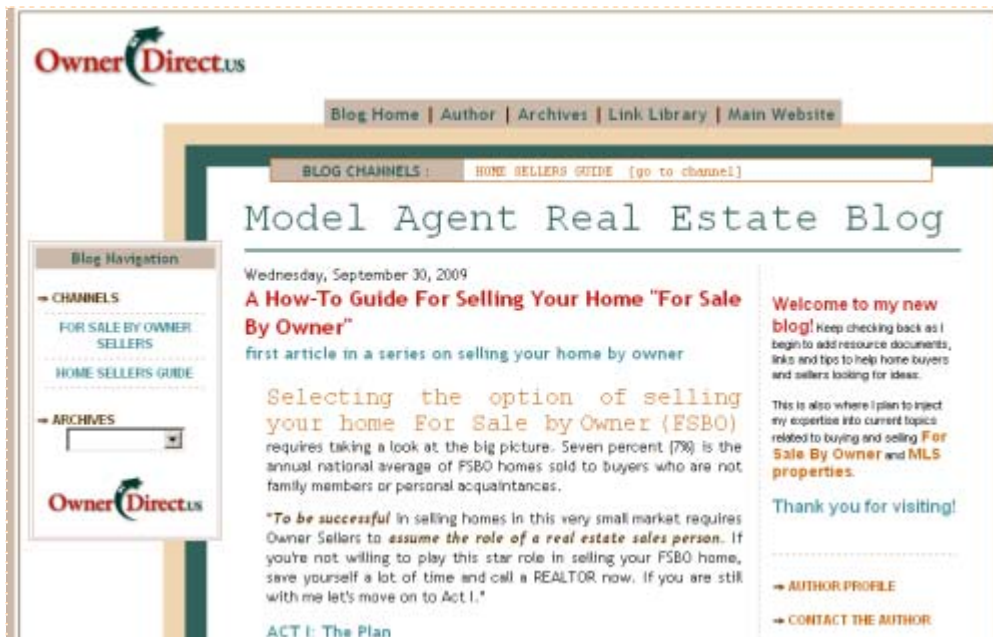 OwnerDirect.us
Blog Home | Author | Archives | Link Library | Main Website
BLOG CHANNELS : HOME SELLERS GUIDE [go to channel]
Model Agent Real Estate Blog
Blog Navigation
CHANNELS
FOR SALE BY OWNER
SELLERS
HOME SELLERS GUIDE
ARCHIVES
OwnerDirect.us
Wednesday, September 30, 2009
A How-To Guide For Selling Your Home "For Sale
By Owner"
first article in a series on selling your home by owner
Selecting the option of selling
your home For Sale by Owner (FSBO)
requires taking a look at the big picture. Seven percent (7%) is the
annual national average of FSBO homes sold to buyers who are not
family members or personal acquaintances.
"To be successful in selling homes in this very small market requires
Owner Sellers to assume the role of a real estate sales person. If
you're not willing to play this star role in selling your FSBO home,
save yourself a lot of time and call a REALTOR now. If you are still
with me let's move on to Act I."
ACT I: The Plan
Welcome to my new
blog! Keep checking back as I
begin to add resource documents,
links and tips to help home buyers
and sellers looking for ideas.
This is also where I plan to inject
my expertise into current topics
related to buying and selling For
Sale By Owner and MLS
properties.
Thank you for visiting!
AUTHOR PROFILE
CONTACT THE AUTHOR